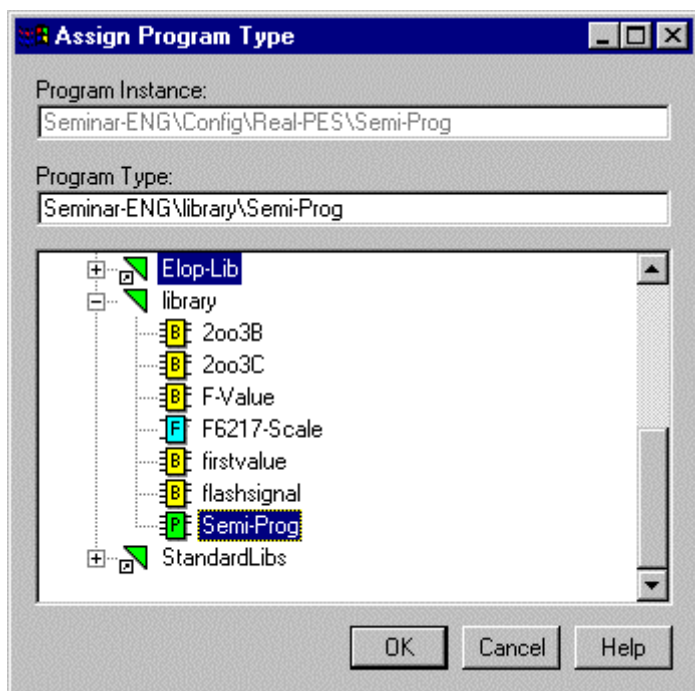 Assign Program Type
Program Instance:
Seminar-ENG\Config\Real-PES\Semi-Prog
Program Type:
Seminar-ENG\library\Semi-Prog
Elop-Lib
library
B 2oo3B
B 2oo3C
B F-Value
F F6217-Scale
B firstvalue
B flashsignal
P Semi-Prog
StandardLibs
OK Cancel Help